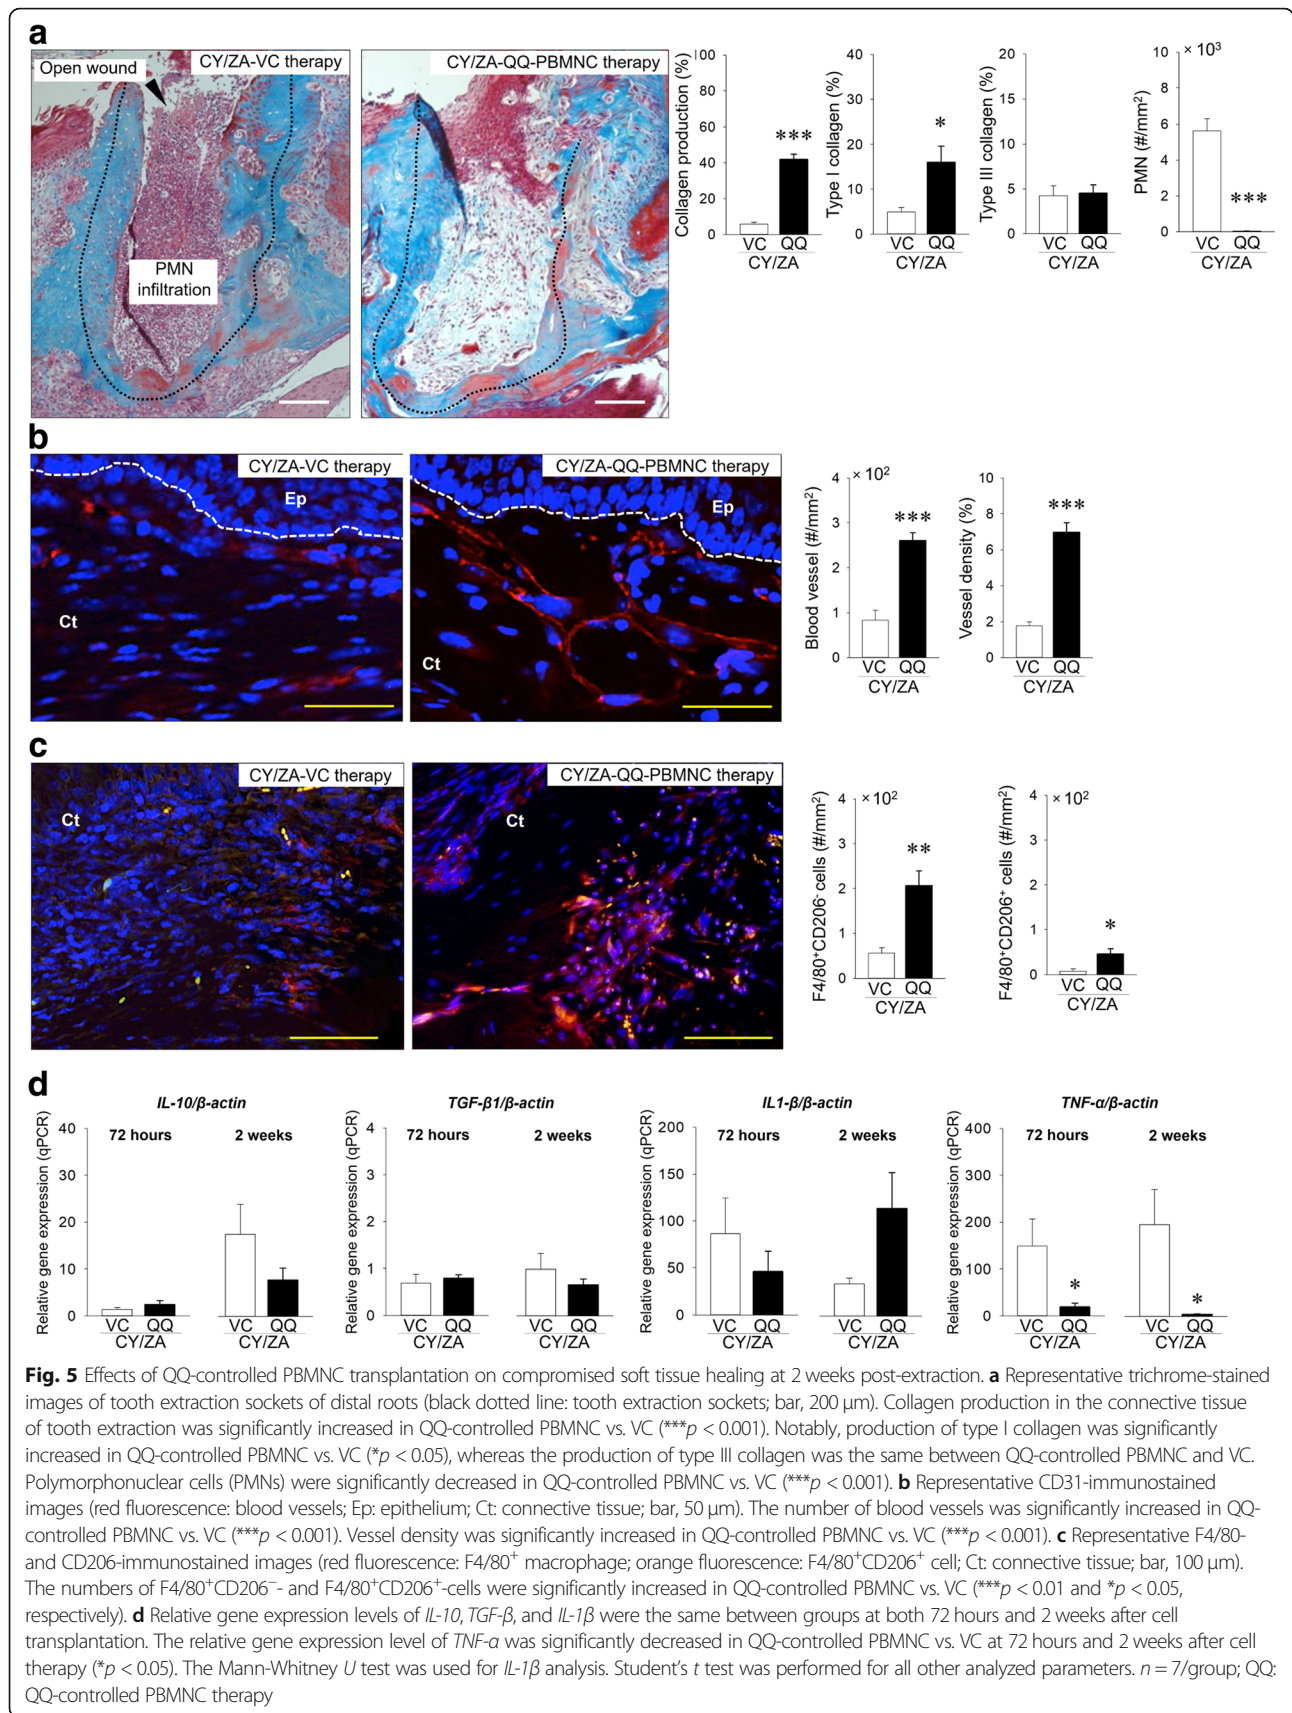 a
CY/ZA-VC therapy
Open wound
PMN
infiltration
CY/ZA-QQ-PBMNC therapy
Collagen production (%)
100
80
60
40
20
0
***
VC QQ
CY/ZA
Type I collagen (%)
40
30
20
10
0
*
VC QQ
CY/ZA
Type III collagen (%)
20
15
10
5
0
VC QQ
CY/ZA
PMN (#/mm²)
× 10³
10
8
6
4
2
0
***
VC QQ
CY/ZA
b
CY/ZA-VC therapy
Ep
Ct
CY/ZA-QQ-PBMNC therapy
Ep
Ct
Blood vessel (#/mm²)
× 10²
4
3
2
1
0
***
VC QQ
CY/ZA
Vessel density (%)
10
8
6
4
2
0
***
VC QQ
CY/ZA
c
CY/ZA-VC therapy
Ct
CY/ZA-QQ-PBMNC therapy
Ct
F4/80⁺CD206⁻ cells (#/mm²)
× 10²
4
3
2
1
0
**
VC QQ
CY/ZA
F4/80⁺CD206⁺ cells (#/mm²)
× 10²
4
3
2
1
0
*
VC QQ
CY/ZA
d
IL-10/β-actin
Relative gene expression (qPCR)
40
30
20
10
0
72 hours 2 weeks
VC QQ VC QQ
CY/ZA CY/ZA
TGF-β1/β-actin
Relative gene expression (qPCR)
4
3
2
1
0
72 hours 2 weeks
VC QQ VC QQ
CY/ZA CY/ZA
IL1-β/β-actin
Relative gene expression (qPCR)
200
150
100
50
0
72 hours 2 weeks
VC QQ VC QQ
CY/ZA CY/ZA
TNF-α/β-actin
Relative gene expression (qPCR)
400
300
200
100
0
72 hours 2 weeks
* *
VC QQ VC QQ
CY/ZA CY/ZA
Fig. 5 Effects of QQ-controlled PBMNC transplantation on compromised soft tissue healing at 2 weeks post-extraction. a Representative trichrome-stained
images of tooth extraction sockets of distal roots (black dotted line: tooth extraction sockets; bar, 200 μm). Collagen production in the connective tissue
of tooth extraction was significantly increased in QQ-controlled PBMNC vs. VC (***p < 0.001). Notably, production of type I collagen was significantly
increased in QQ-controlled PBMNC vs. VC (*p < 0.05), whereas the production of type III collagen was the same between QQ-controlled PBMNC and VC.
Polymorphonuclear cells (PMNs) were significantly decreased in QQ-controlled PBMNC vs. VC (***p < 0.001). b Representative CD31-immunostained
images (red fluorescence: blood vessels; Ep: epithelium; Ct: connective tissue; bar, 50 μm). The number of blood vessels was significantly increased in QQ-
controlled PBMNC vs. VC (***p < 0.001). Vessel density was significantly increased in QQ-controlled PBMNC vs. VC (***p < 0.001). c Representative F4/80-
and CD206-immunostained images (red fluorescence: F4/80⁺ macrophage; orange fluorescence: F4/80⁺CD206⁺ cell; Ct: connective tissue; bar, 100 μm).
The numbers of F4/80⁺CD206⁻- and F4/80⁺CD206⁺-cells were significantly increased in QQ-controlled PBMNC vs. VC (***p < 0.01 and *p < 0.05,
respectively). d Relative gene expression levels of IL-10, TGF-β, and IL-1β were the same between groups at both 72 hours and 2 weeks after cell
transplantation. The relative gene expression level of TNF-α was significantly decreased in QQ-controlled PBMNC vs. VC at 72 hours and 2 weeks after cell
therapy (*p < 0.05). The Mann-Whitney U test was used for IL-1β analysis. Student's t test was performed for all other analyzed parameters. n = 7/group; QQ:
QQ-controlled PBMNC therapy